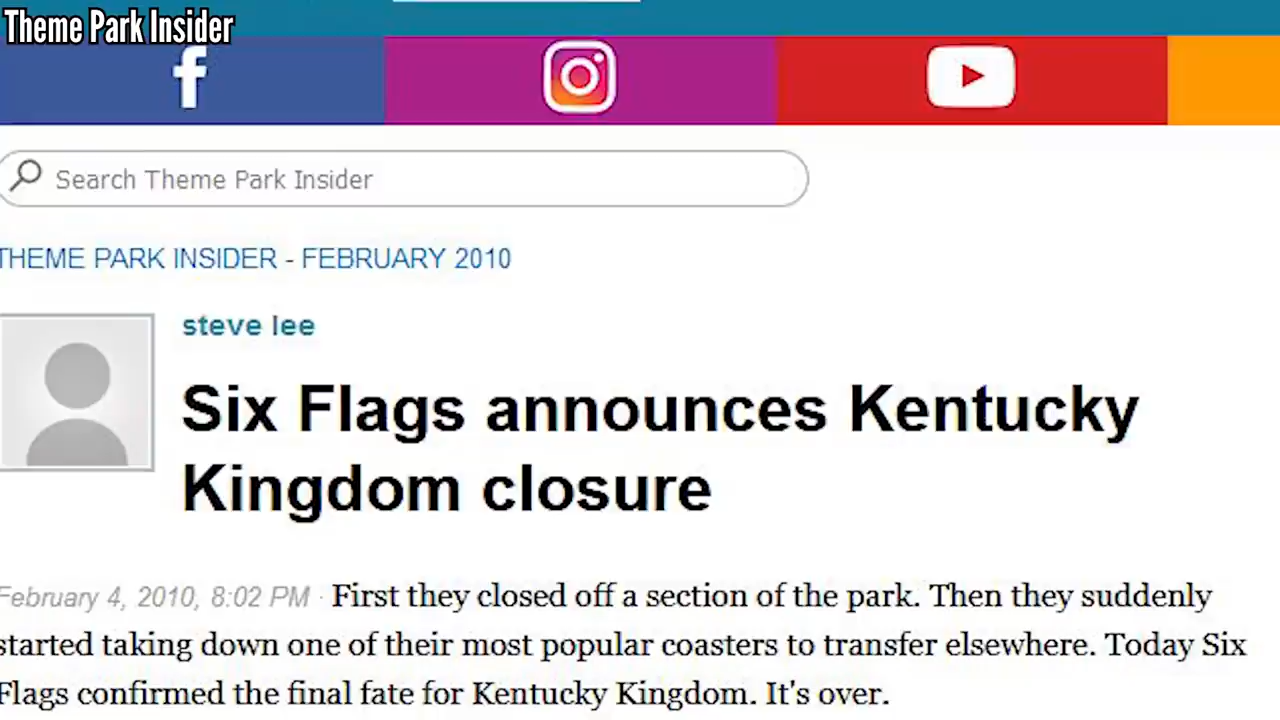 Theme Park Insider
Search Theme Park Insider
THEME PARK INSIDER - FEBRUARY 2010
steve lee
Six Flags announces Kentucky
Kingdom closure
February 4, 2010, 8:02 PM · First they closed off a section of the park. Then they suddenly
started taking down one of their most popular coasters to transfer elsewhere. Today Six
Flags confirmed the final fate for Kentucky Kingdom. It's over.